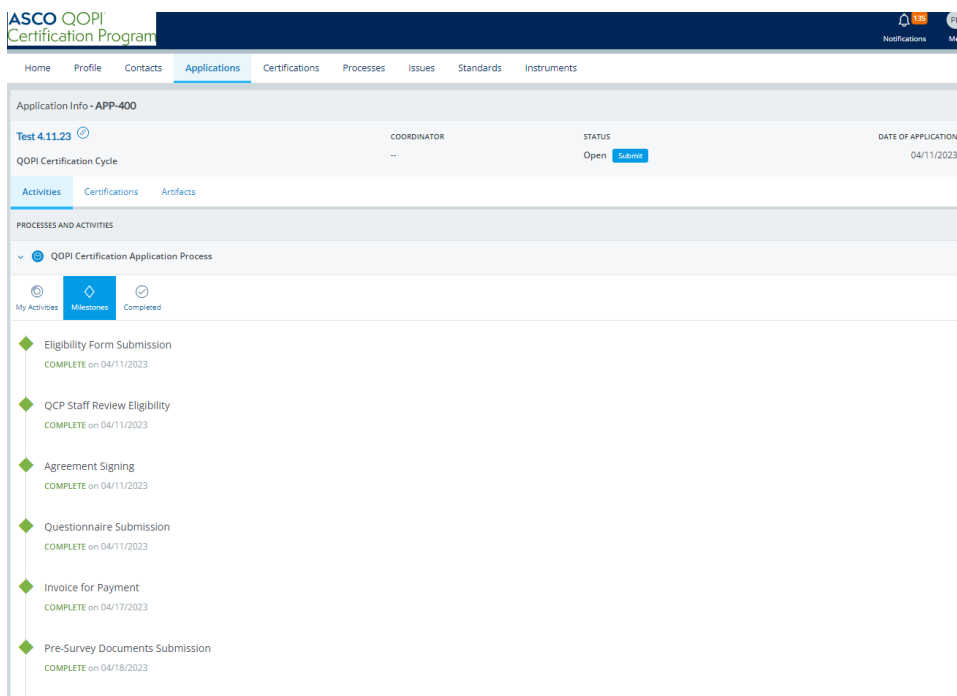 ASCO QOPI
Certification Program
135
Notifications
Home Profile Contacts Applications Certifications Processes Issues Standards Instruments
Application Info - APP-400
Test 4.11.23 COORDINATOR STATUS DATE OF APPLICATION
QOPI Certification Cycle -- Open Submit 04/11/2023
Activities Certifications Artifacts
PROCESSES AND ACTIVITIES
QOPI Certification Application Process
My Activities Milestones Completed
Eligibility Form Submission
COMPLETE on 04/11/2023
QCP Staff Review Eligibility
COMPLETE on 04/11/2023
Agreement Signing
COMPLETE on 04/11/2023
Questionnaire Submission
COMPLETE on 04/11/2023
Invoice for Payment
COMPLETE on 04/17/2023
Pre-Survey Documents Submission
COMPLETE on 04/18/2023